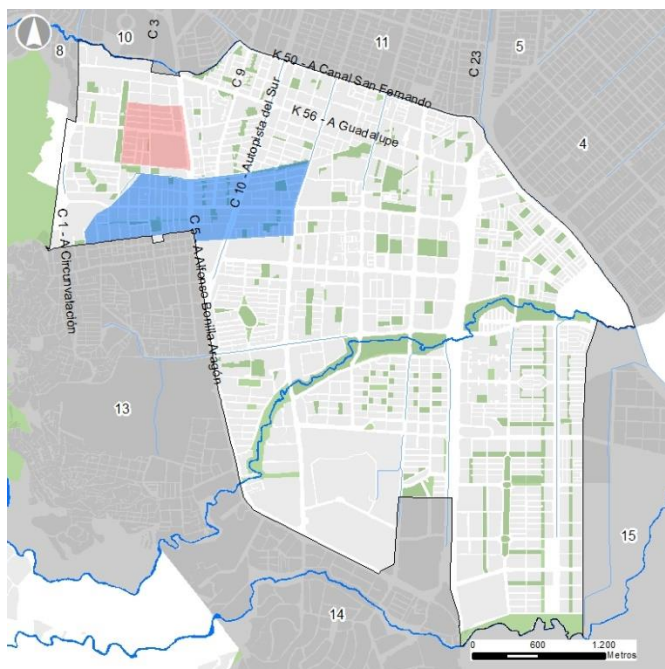 8
10
C 3
11
5
C 9
K 50 - A Canal San Fernando
C 23
K 56 - A Guadalupe
C 10 - Autopista del Sur
4
C 1 - A Circunvalación
C 5 - A Alfonso Bonilla Aragón
13
15
14
0 600 1.200
Metros